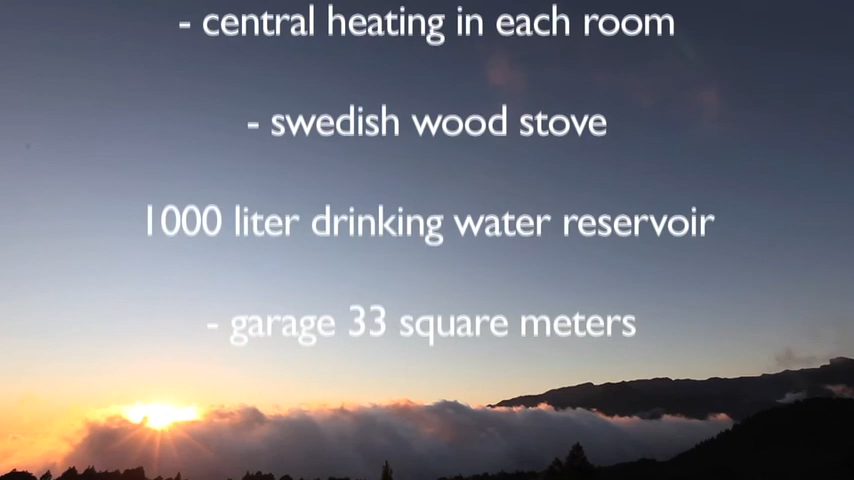 - central heating in each room
- swedish wood stove
1000 liter drinking water reservoir
- garage 33 square meters